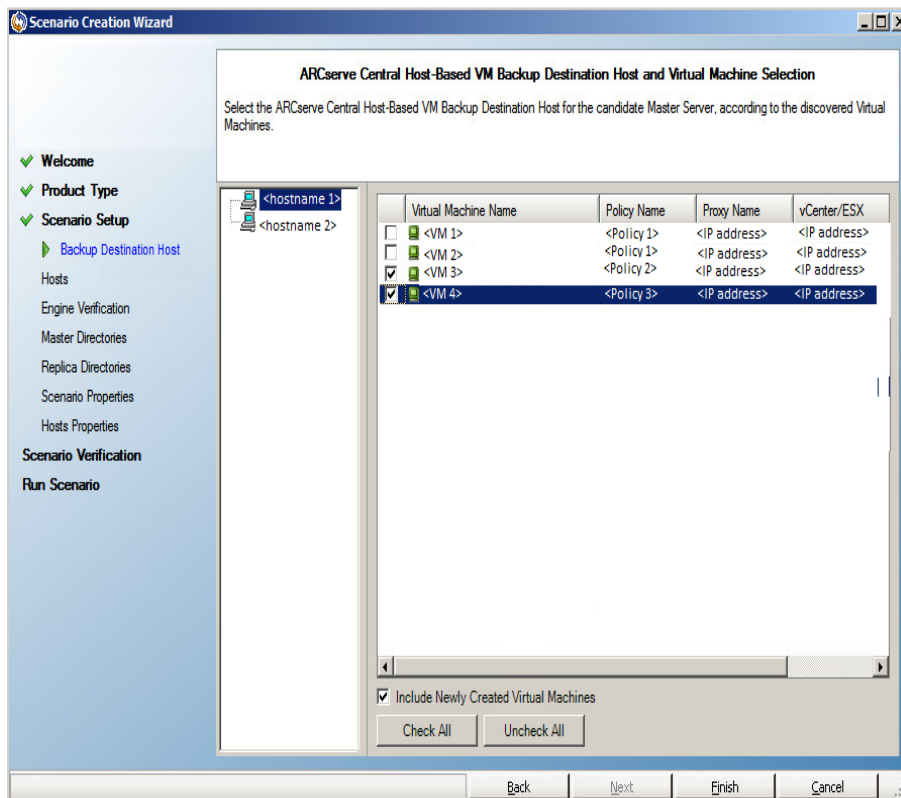 Scenario Creation Wizard
ARCserve Central Host-Based VM Backup Destination Host and Virtual Machine Selection
Select the ARCserve Central Host-Based VM Backup Destination Host for the candidate Master Server, according to the discovered Virtual
Machines.
Welcome
Product Type
Scenario Setup
Backup Destination Host
Hosts
Engine Verification
Master Directories
Replica Directories
Scenario Properties
Hosts Properties
Scenario Verification
Run Scenario
<hostname 1>
<hostname 2>
Virtual Machine Name Policy Name Proxy Name vCenter/ESX
<VM 1> <Policy 1> <IP address> <IP address>
<VM 2> <Policy 1> <IP address> <IP address>
<VM 3> <Policy 2> <IP address> <IP address>
<VM 4> <Policy 3> <IP address> <IP address>
Include Newly Created Virtual Machines
Check All Uncheck All
Back Next Finish Cancel